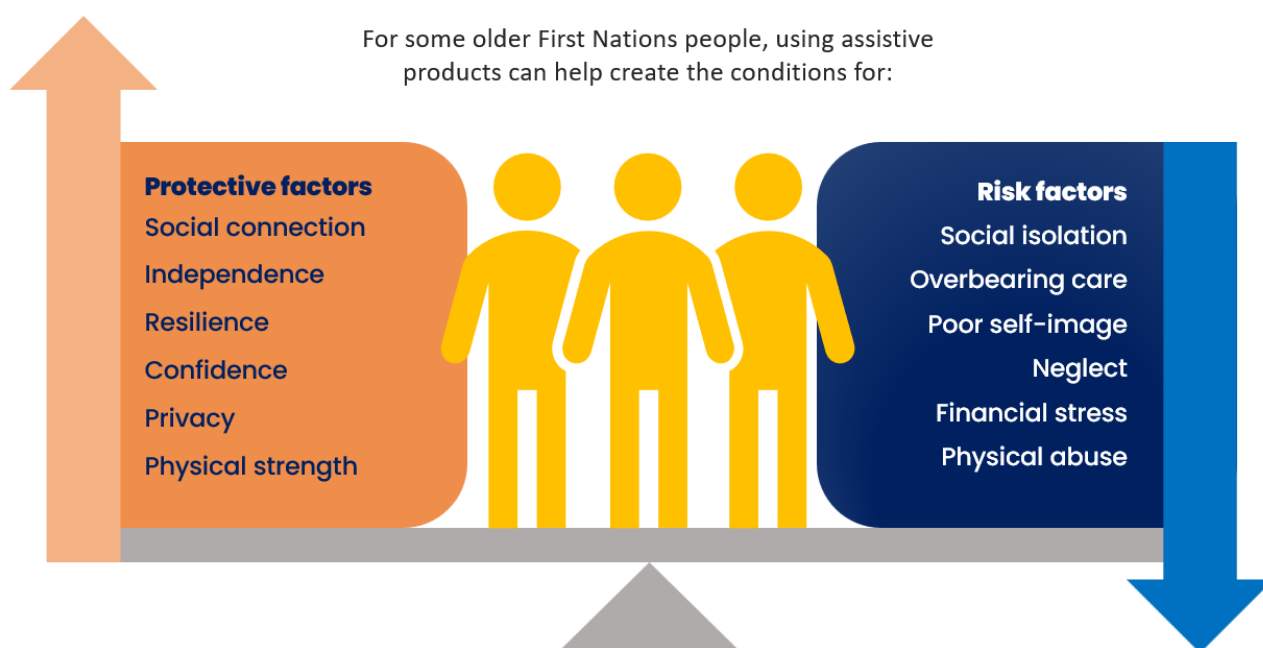 For some older First Nations people, using assistive
products can help create the conditions for:
Protective factors
Social connection
Independence
Resilience
Confidence
Privacy
Physical strength
Risk factors
Social isolation
Overbearing care
Poor self-image
Neglect
Financial stress
Physical abuse